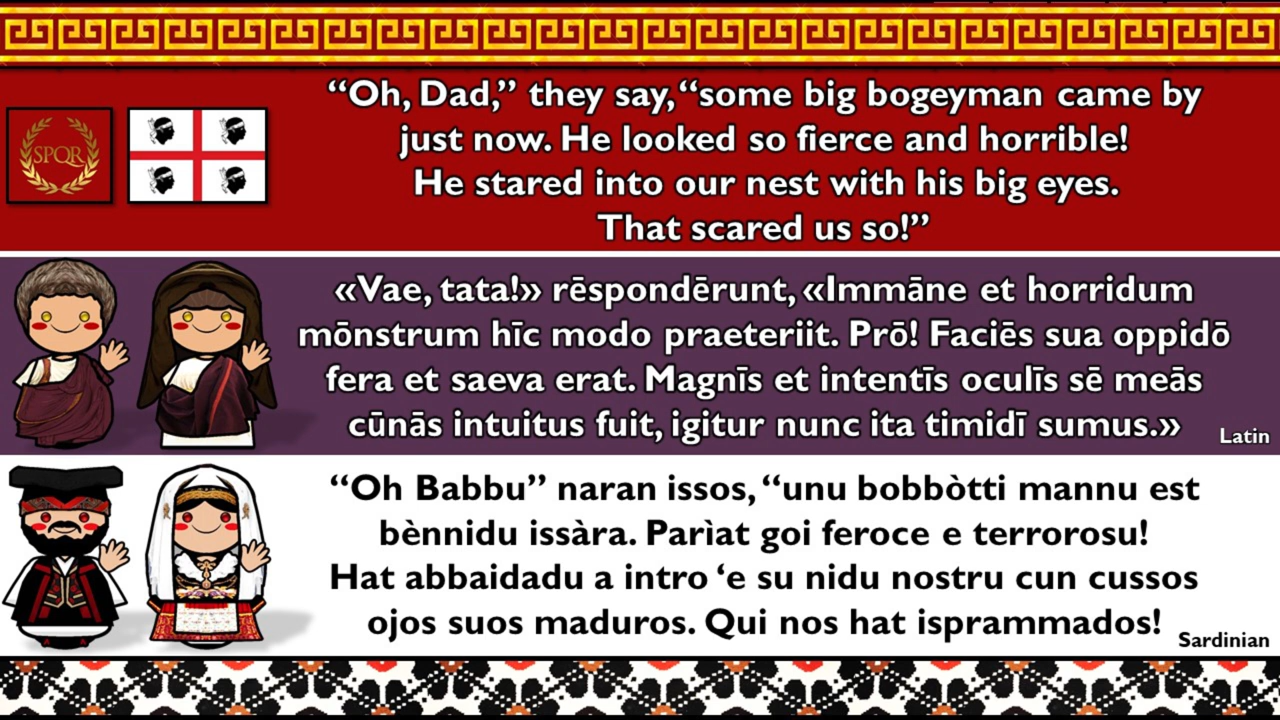 SPQR
“Oh, Dad,” they say, “some big bogeyman came by
just now. He looked so fierce and horrible!
He stared into our nest with his big eyes.
That scared us so!”
«Vae, tata!» rēspondērunt, «Immāne et horridum
mōnstrum hīc modo praeteriit. Prō! Faciēs sua oppidō
fera et saeva erat. Magnīs et intentīs oculīs sē meās
cūnās intuitus fuit, igitur nunc ita timidī sumus.»
Latin
“Oh Babbu” naran issos, “unu bobbòtti mannu est
bènnidu issàra. Parìat goi feroce e terrorosu!
Hat abbaidadu a intro ‘e su nidu nostru cun cussos
ojos suos maduros. Qui nos hat isprammados!
Sardinian